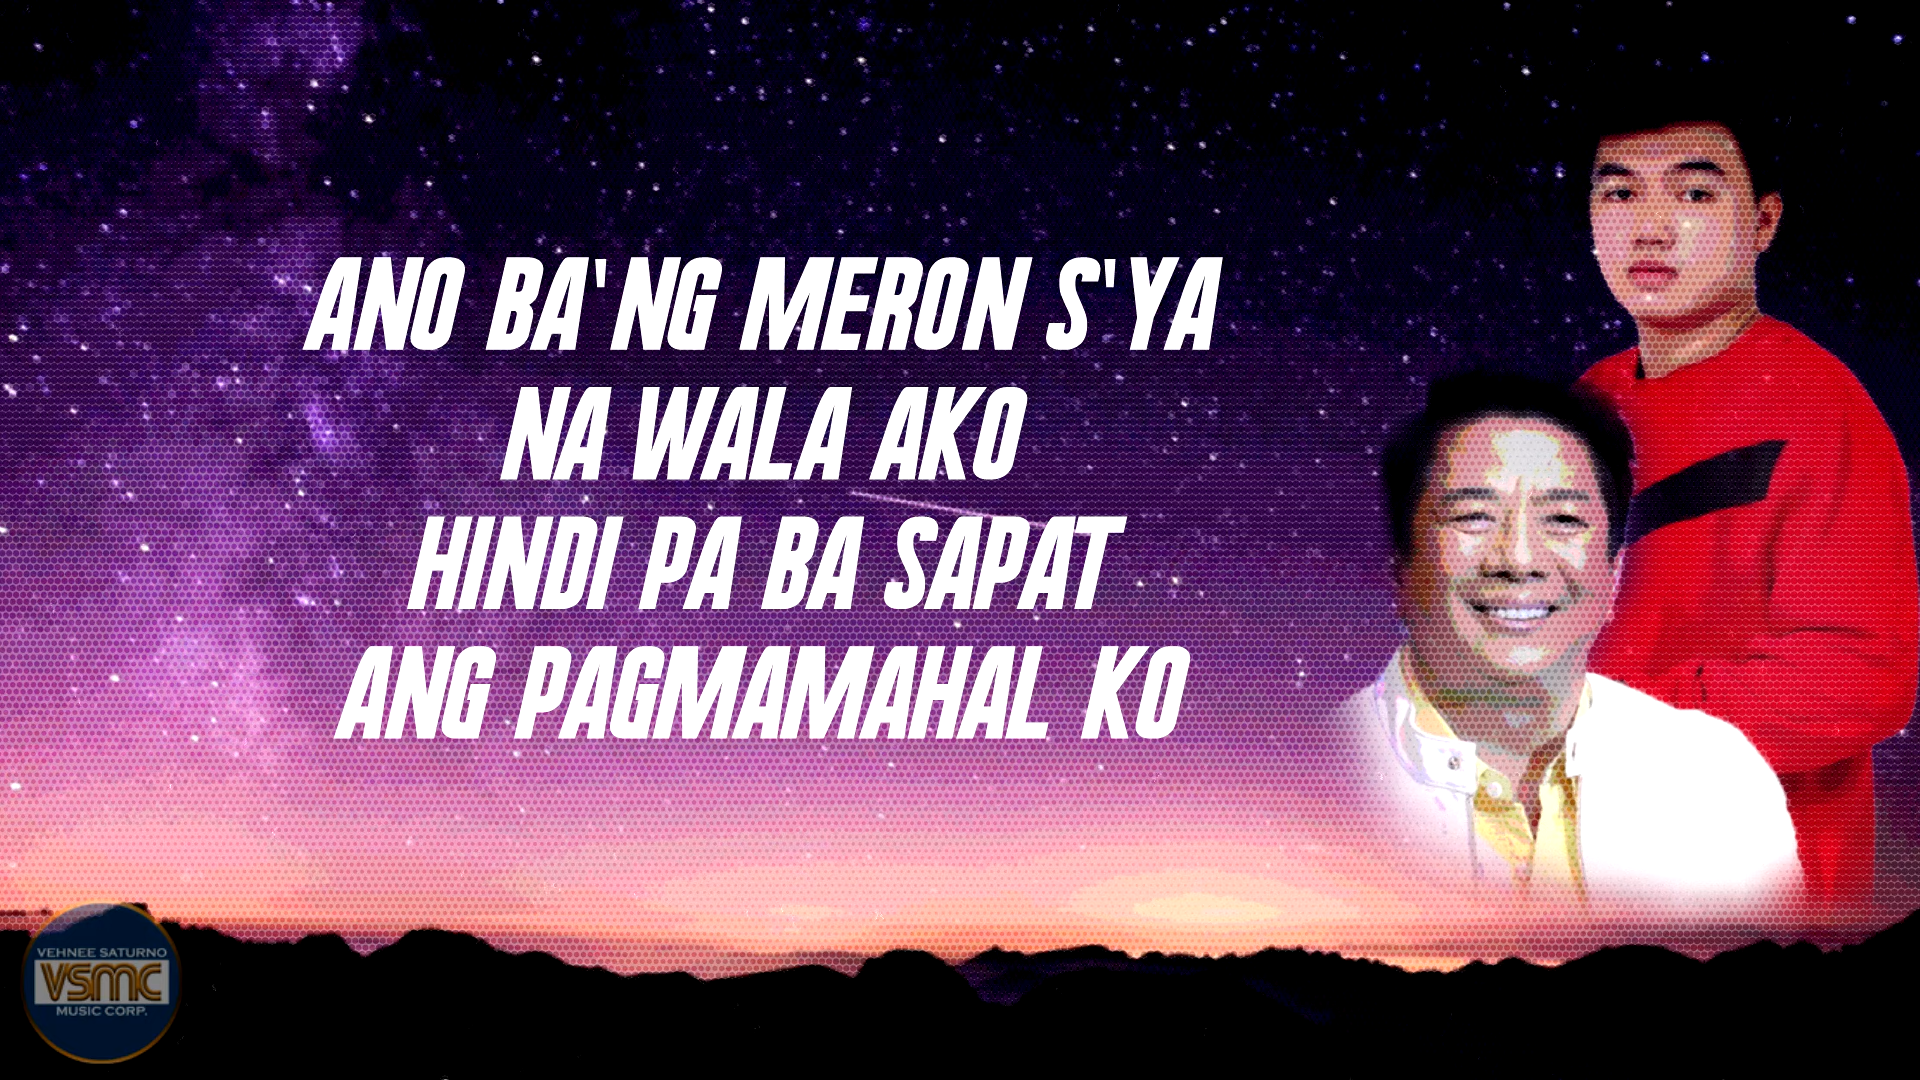 ANO BA'NG MERON S'YA
NA WALA AKO
HINDI PA BA SAPAT
ANG PAGMAMAHAL KO
VEHNEE SATURNO
VSMC
MUSIC CORP.